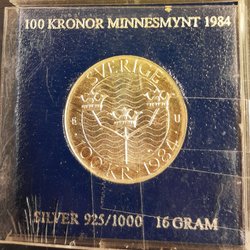 100 KRONOR MINNESMYNT 1984
SVERIGE
U
100 KR 1984
SILVER 925/1000 16 GRAM